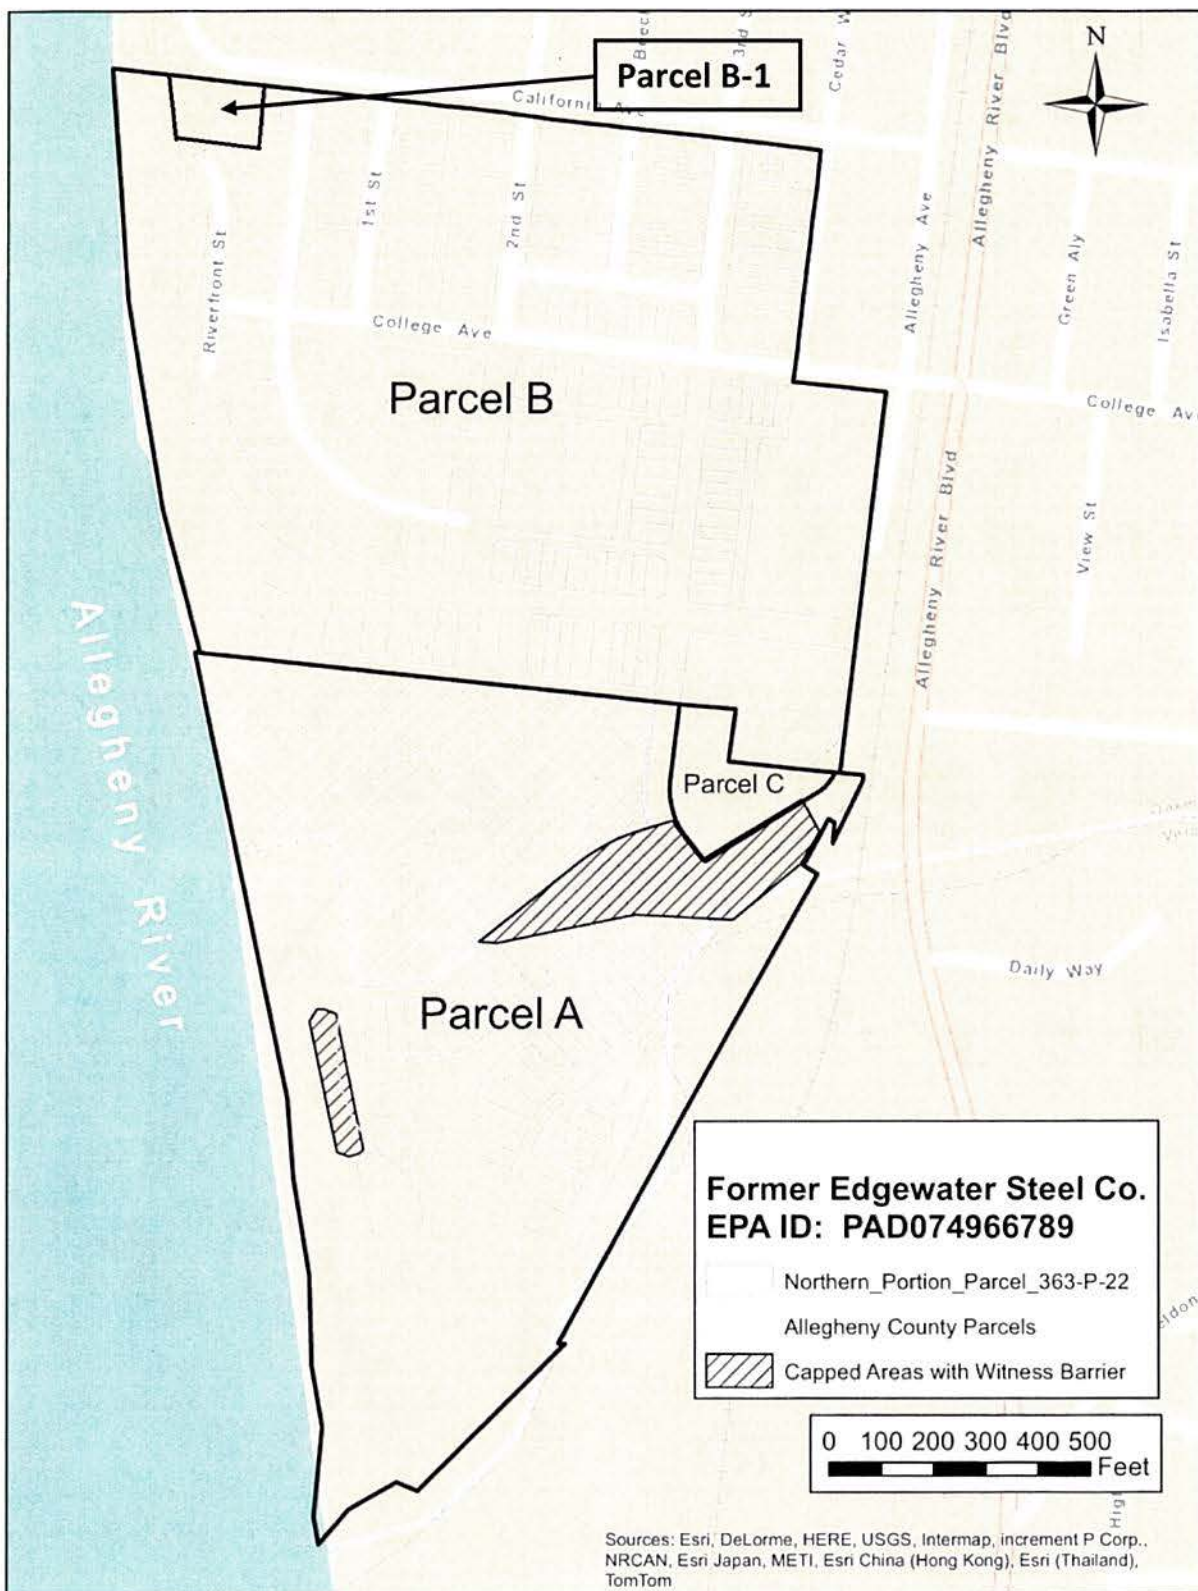 Beech
3rd S
Cedar W
Allegheny River Blvd
N
Parcel B-1
California Ave
1st St
2nd St
Riverfront St
Allegheny Ave
Green Aly
Isabella St
College Ave
Parcel B
College Av
Allegheny River Blvd
View St
Allegheny River
Parcel C
Daily Way
Parcel A
Former Edgewater Steel Co.
EPA ID: PAD074966789
Northern_Portion_Parcel_363-P-22
Allegheny County Parcels
Capped Areas with Witness Barrier
eldon
0 100 200 300 400 500
Feet
Sources: Esri, DeLorme, HERE, USGS, Intermap, increment P Corp.,
NRCAN, Esri Japan, METI, Esri China (Hong Kong), Esri (Thailand),
TomTom